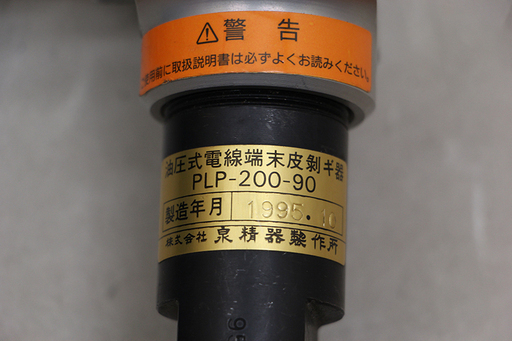 ⚠警告
ご使用前に取扱説明書は必ずよくお読みください。
油圧式電線端末皮剝ギ器
PLP-200-90
製造年月 1995.10
株式会社 泉精器製作所